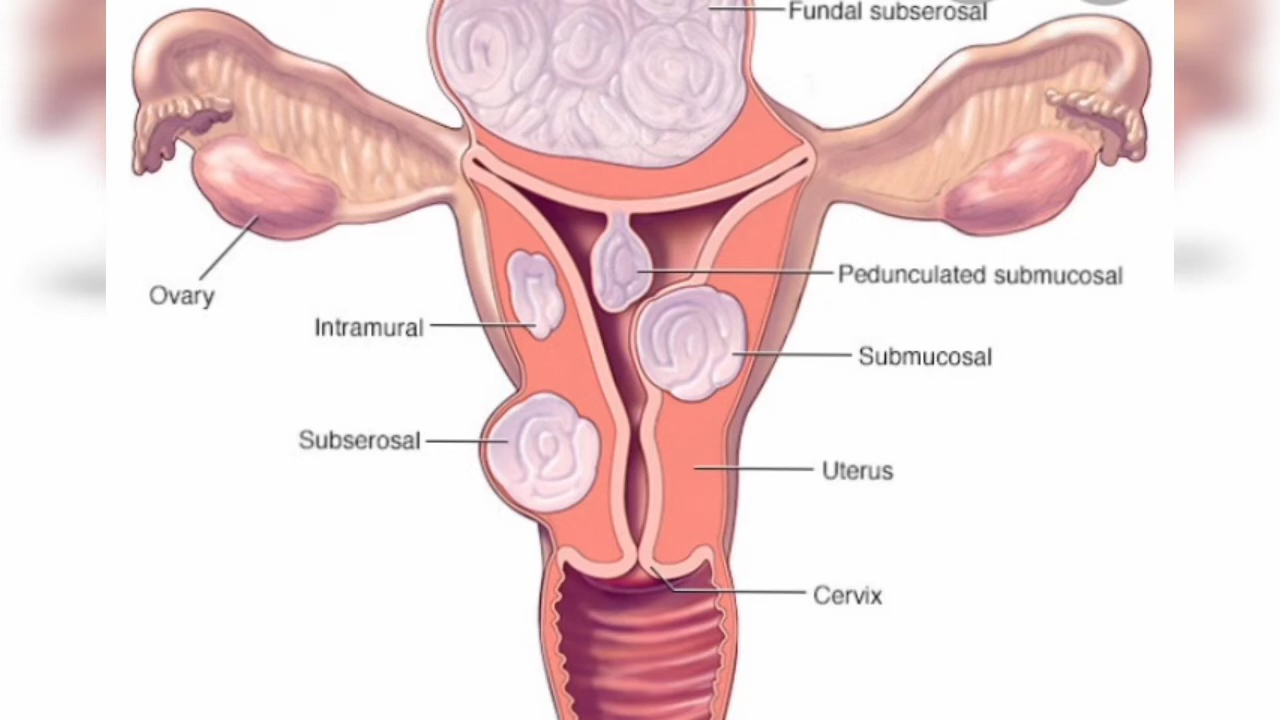 Fundal subserosal
Ovary
Pedunculated submucosal
Intramural
Submucosal
Subserosal
Uterus
Cervix